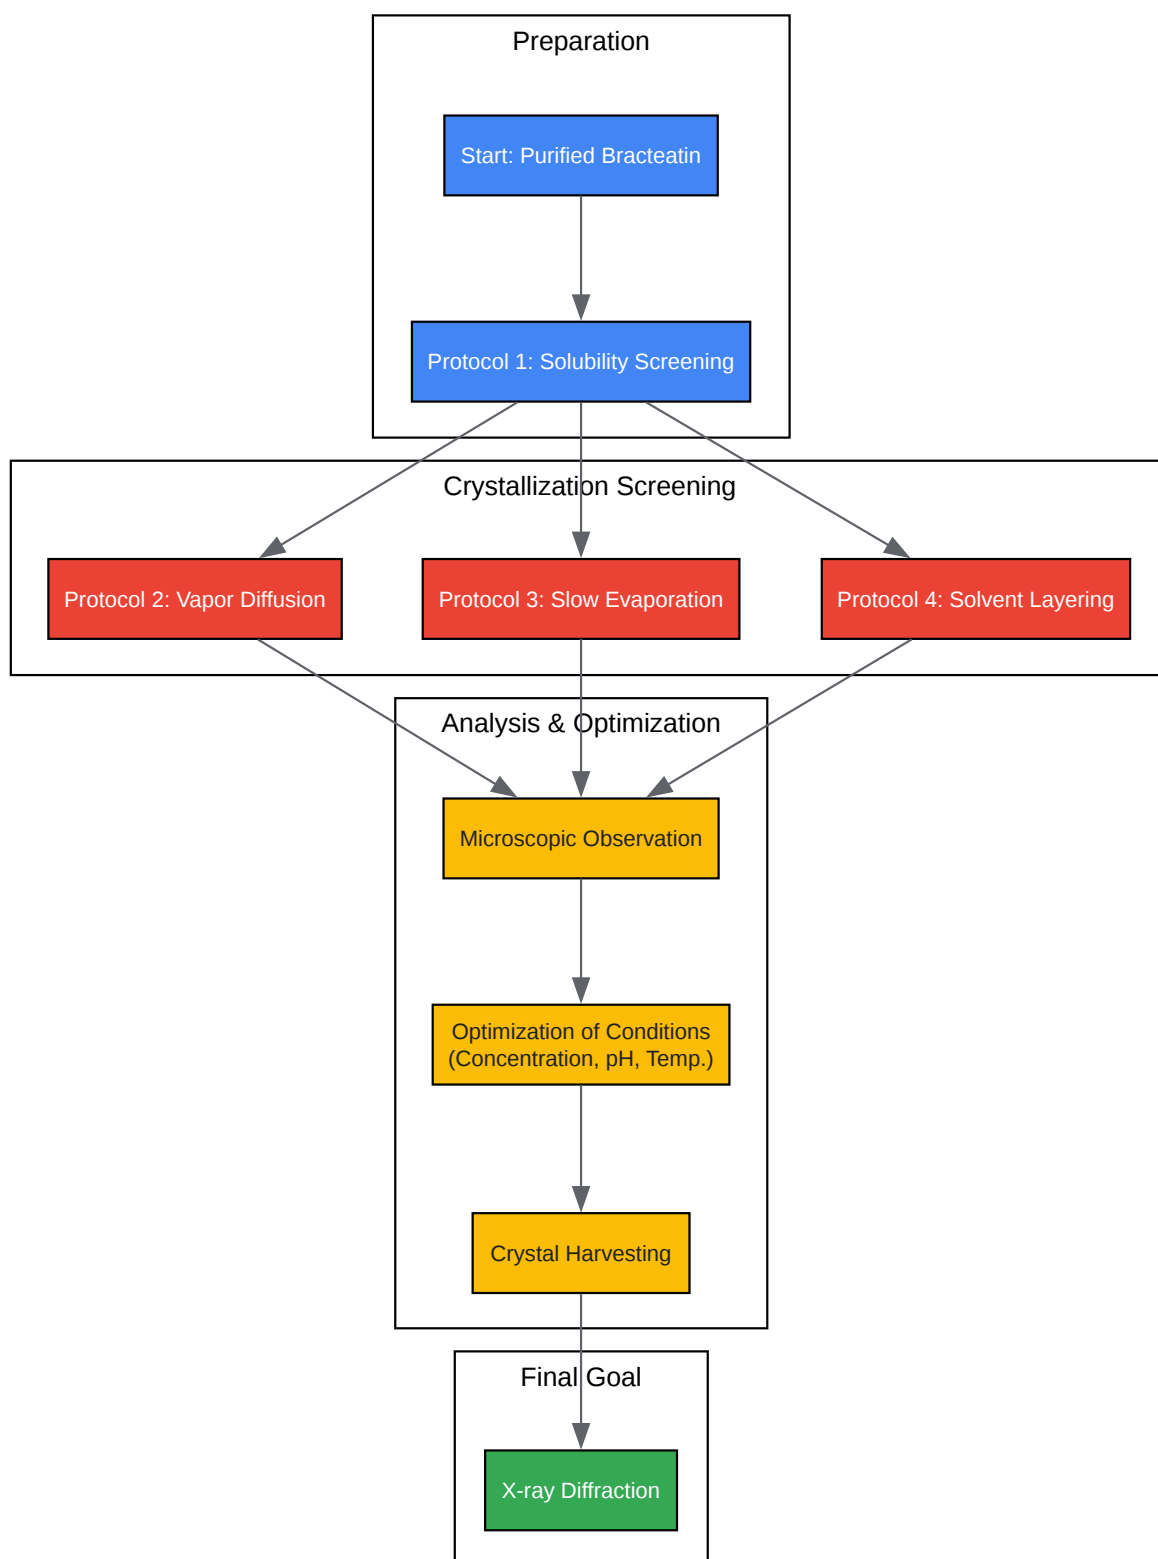 Preparation
Start: Purified Bracteatin
Protocol 1: Solubility Screening
Crystallization Screening
Protocol 2: Vapor Diffusion
Protocol 3: Slow Evaporation
Protocol 4: Solvent Layering
Analysis & Optimization
Microscopic Observation
Optimization of Conditions
(Concentration, pH, Temp.)
Crystal Harvesting
Final Goal
X-ray Diffraction